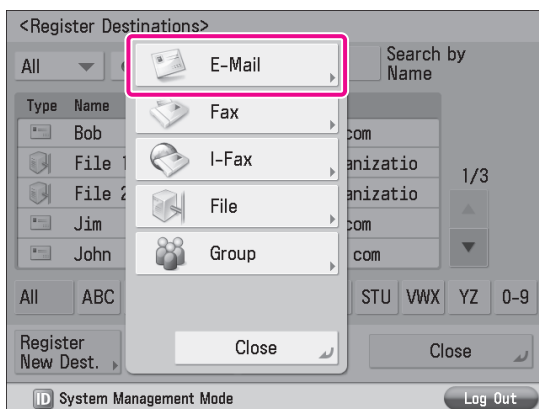 <Register Destinations>
All
Search by
Name
E-Mail
Type Name
Fax
Bob
com
File 1
I-Fax
anizatio
1/3
File 2
File
anizatio
Jim
com
John
Group
com
All ABC STU VWX YZ 0-9
Register
New Dest.
Close
Close
ID System Management Mode
Log Out